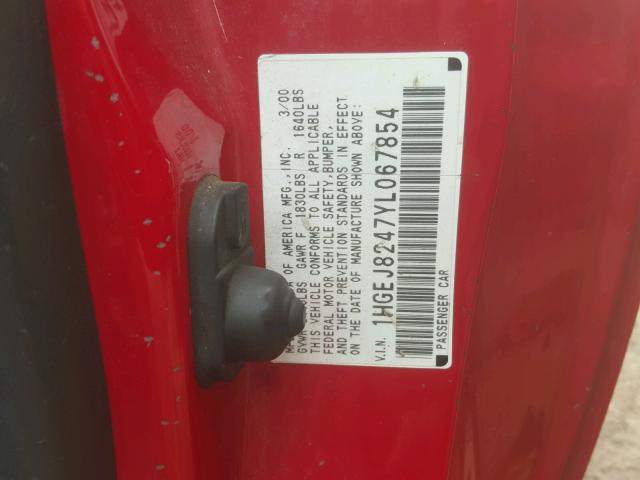 OF AMERICA MFG., INC. 3/00
GVWR LBS GAWR F 1830LBS R 1640LBS
THIS VEHICLE CONFORMS TO ALL APPLICABLE
FEDERAL MOTOR VEHICLE SAFETY, BUMPER,
AND THEFT PREVENTION STANDARDS IN EFFECT
ON THE DATE OF MANUFACTURE SHOWN ABOVE:
V.I.N. 1HGEJ8247YL067854
PASSENGER CAR